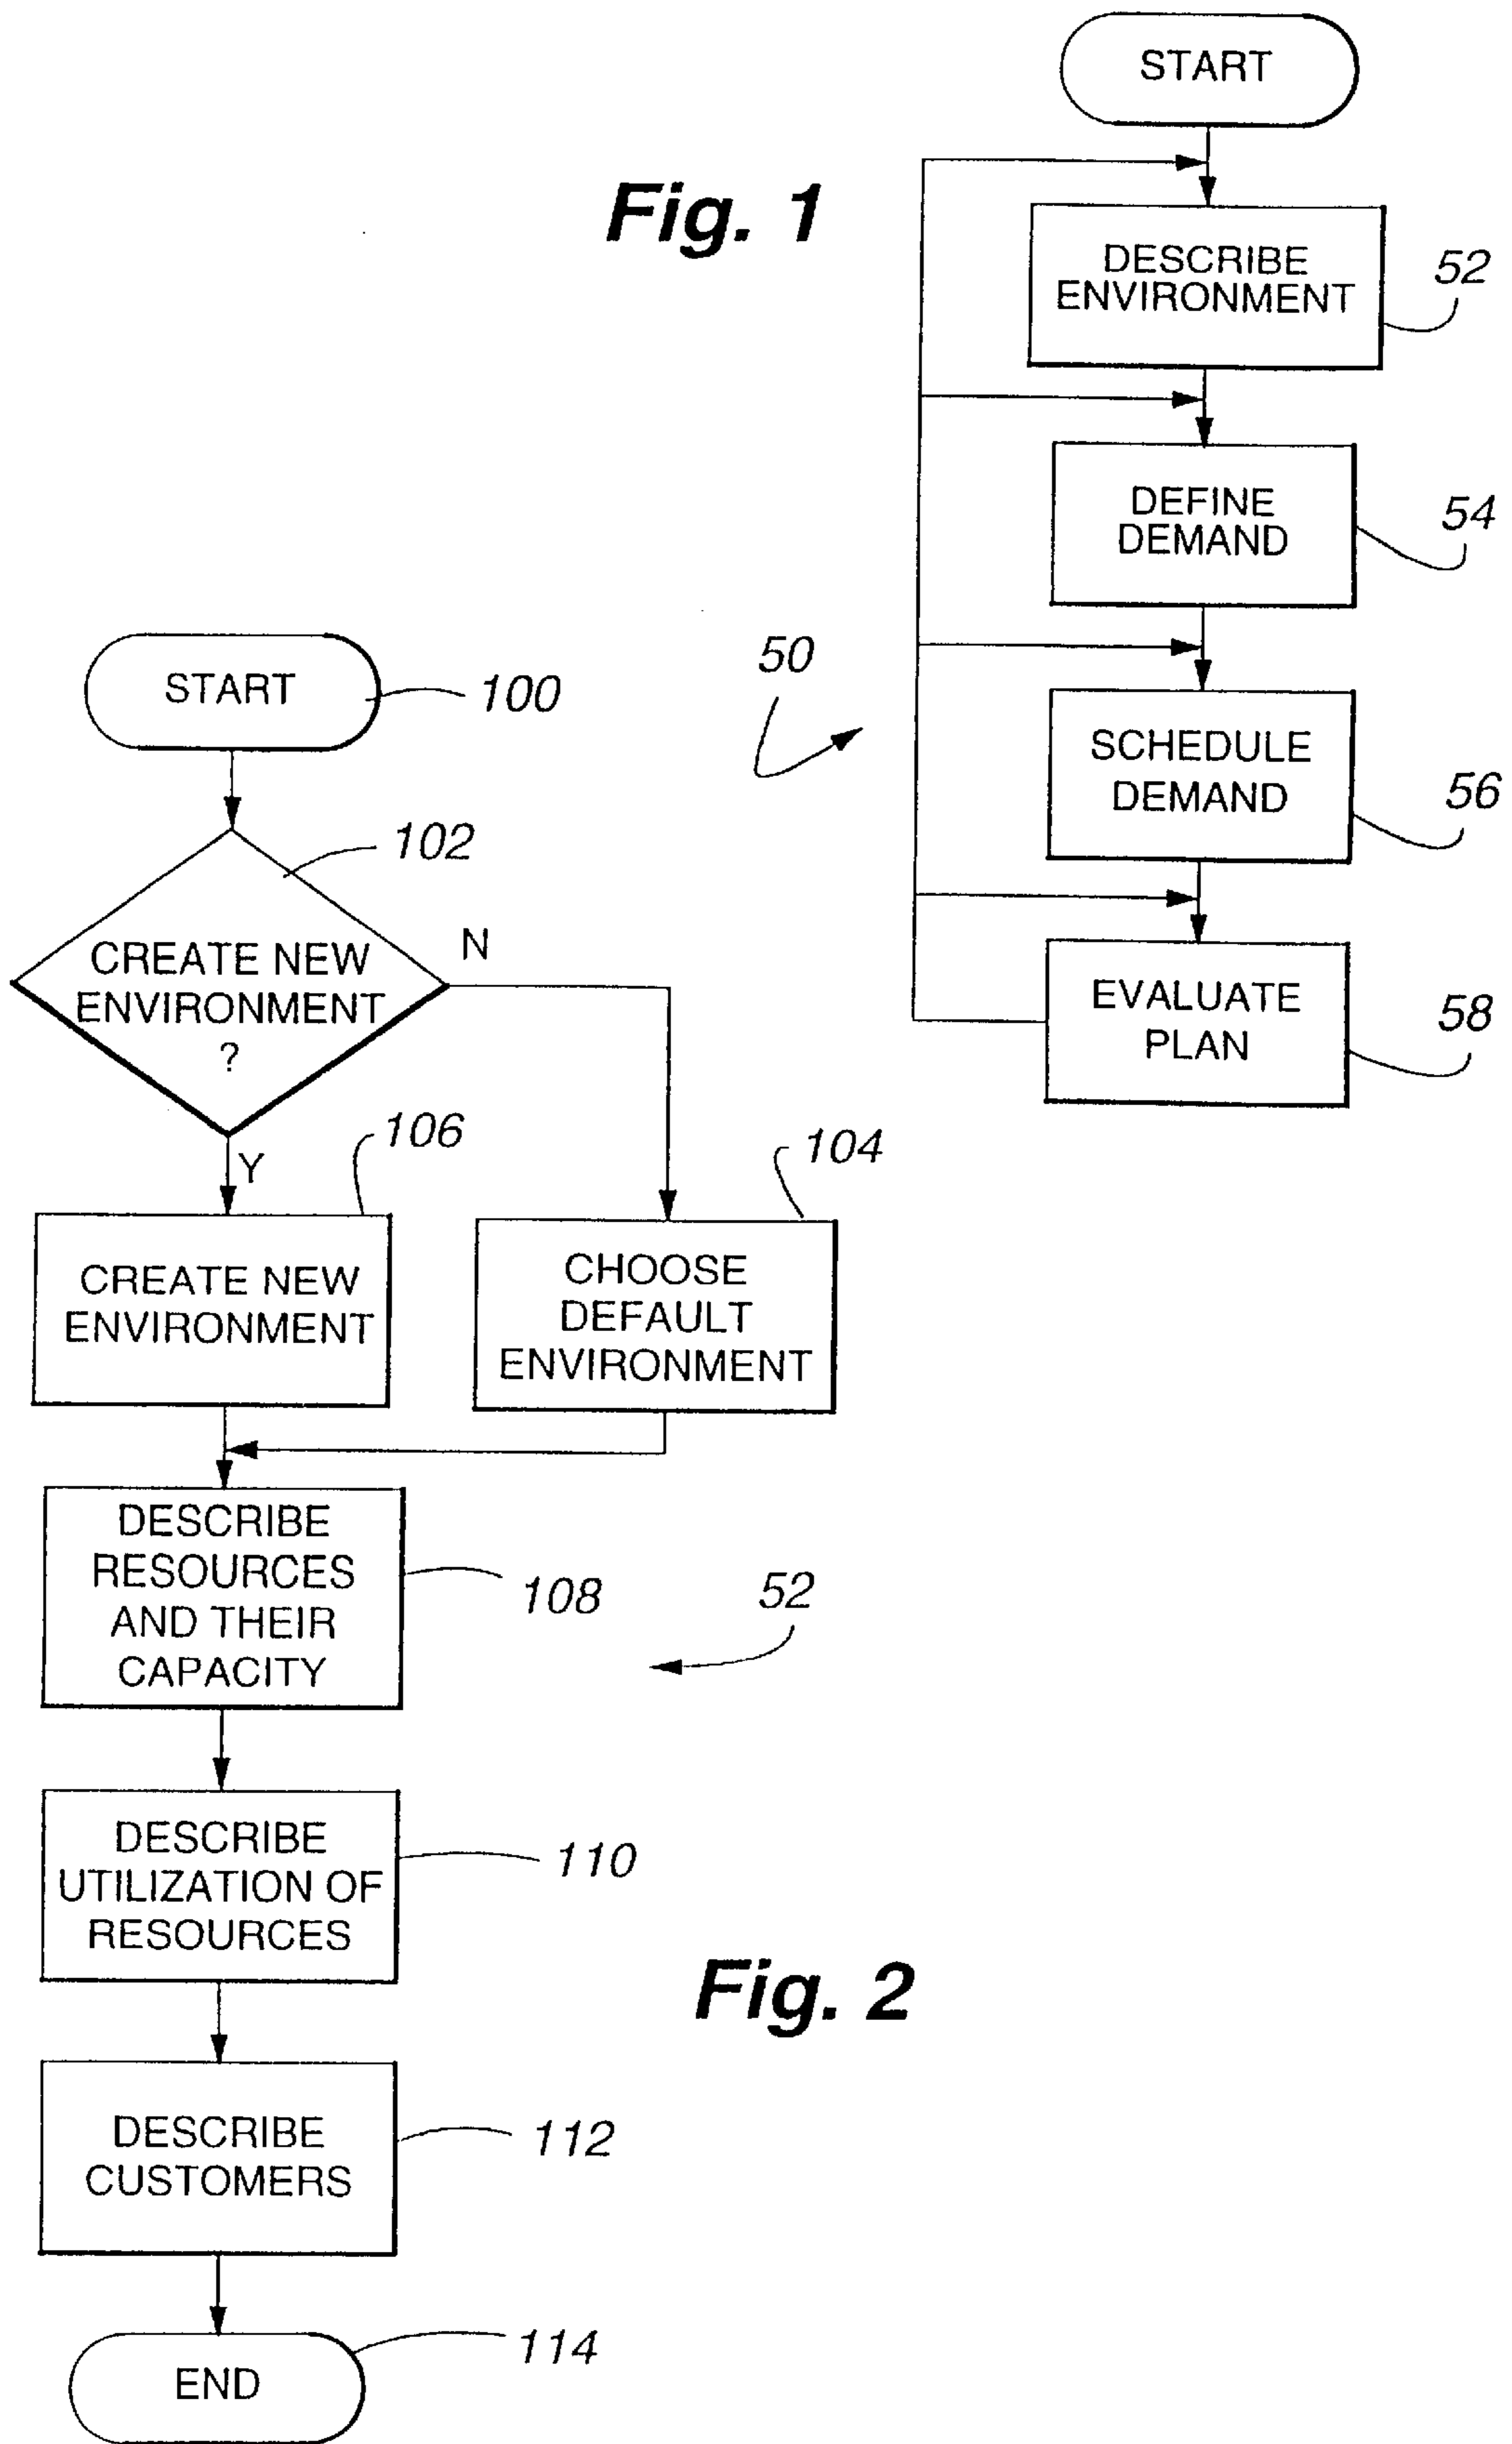 Fig. 1
START
DESCRIBE
ENVIRONMENT
52
DEFINE
DEMAND
54
SCHEDULE
DEMAND
56
EVALUATE
PLAN
58
50
START
100
102
CREATE NEW
ENVIRONMENT
?
N
Y
106
CREATE NEW
ENVIRONMENT
104
CHOOSE
DEFAULT
ENVIRONMENT
DESCRIBE
RESOURCES
AND THEIR
CAPACITY
108
52
DESCRIBE
UTILIZATION OF
RESOURCES
110
Fig. 2
DESCRIBE
CUSTOMERS
112
END
114